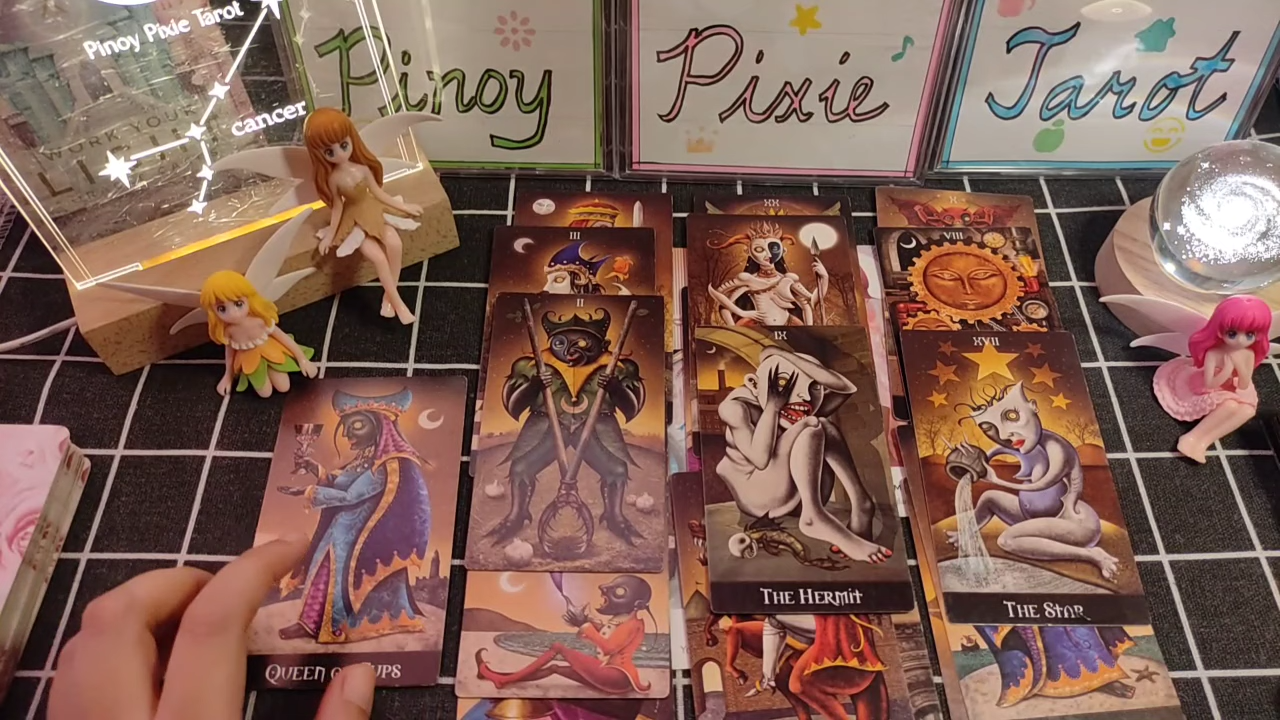 Pinoy Pixie Tarot
cancer
WORK YOUR
LI
Pinoy
Pixie
Tarot
XX
X
III
VIII
II
IX
XVII
THE HERMIT
THE STAR
QUEEN OF CUPS